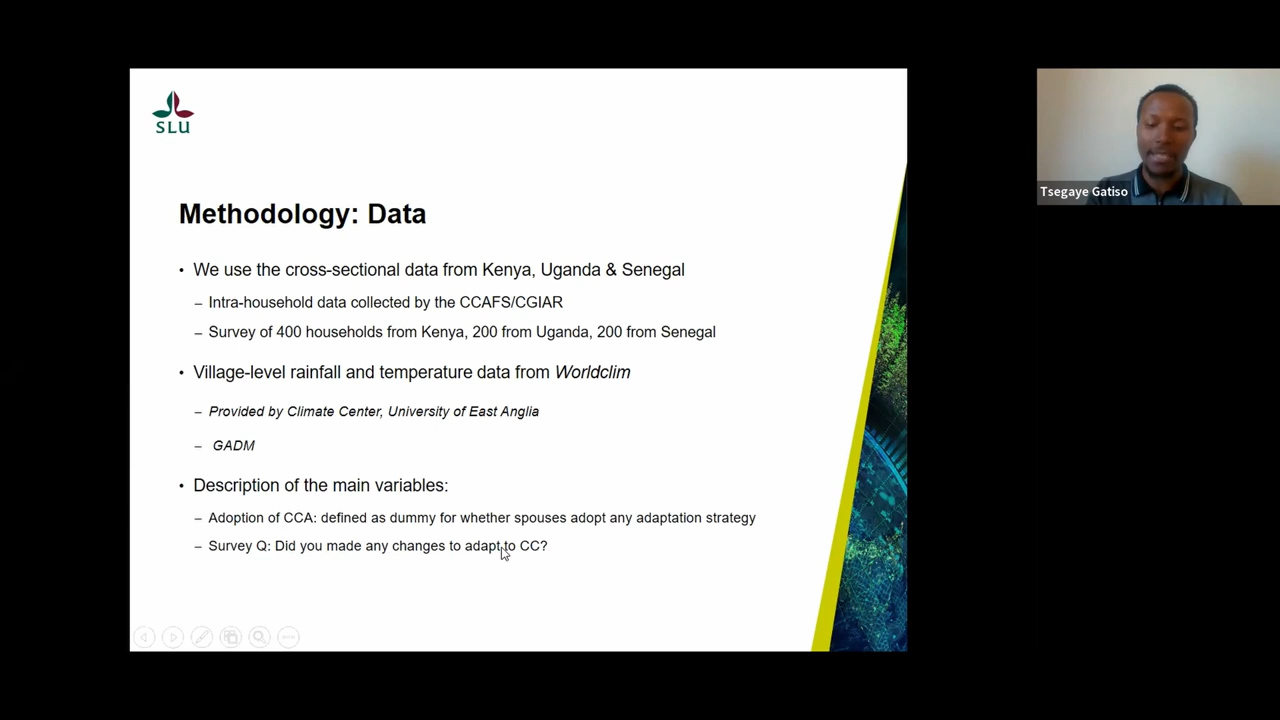 SLU
Tsegaye Gatiso
Methodology: Data
• We use the cross-sectional data from Kenya, Uganda & Senegal
– Intra-household data collected by the CCAFS/CGIAR
– Survey of 400 households from Kenya, 200 from Uganda, 200 from Senegal
• Village-level rainfall and temperature data from Worldclim
– Provided by Climate Center, University of East Anglia
– GADM
• Description of the main variables:
– Adoption of CCA: defined as dummy for whether spouses adopt any adaptation strategy
– Survey Q: Did you made any changes to adapt to CC?